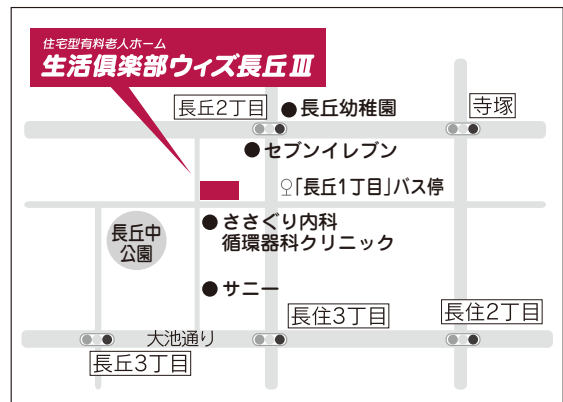 住宅型有料老人ホーム
生活倶楽部ウィズ長丘Ⅲ
長丘2丁目
長丘幼稚園
寺塚
セブンイレブン
「長丘1丁目」バス停
ささぐり内科
循環器科クリニック
長丘中
公園
サニー
長住3丁目
長住2丁目
大池通り
長丘3丁目